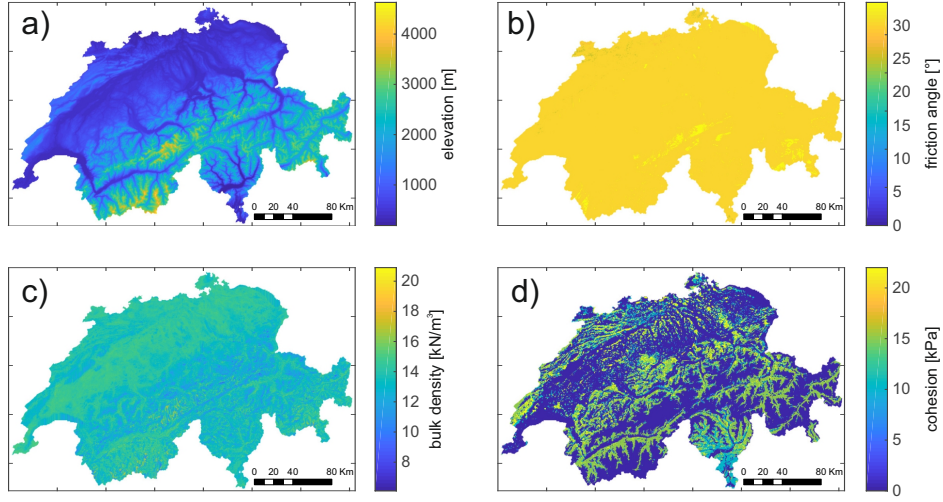 a)
4000
3000
2000
1000
elevation [m]
0 20 40 80 Km
b)
30
25
20
15
10
5
0
friction angle [°]
0 20 40 80 Km
c)
20
18
16
14
12
10
8
bulk density [kN/m³]
0 20 40 80 Km
d)
20
15
10
5
0
cohesion [kPa]
0 20 40 80 Km